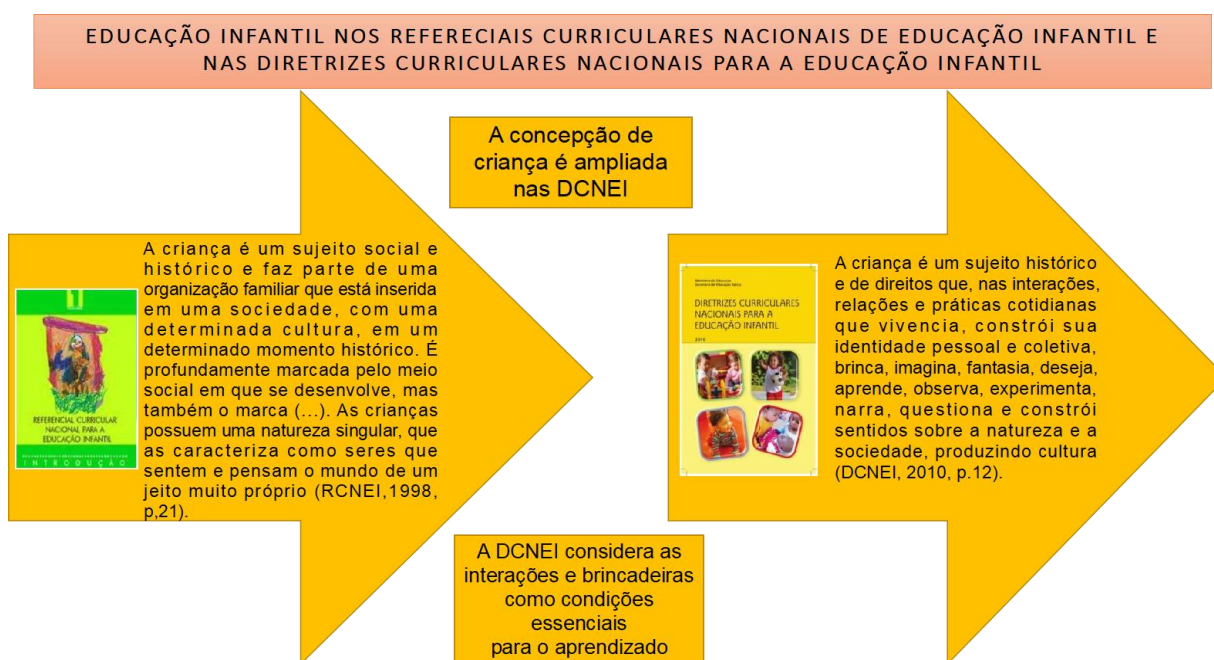 EDUCAÇÃO INFANTIL NOS REFERECIAIS CURRICULARES NACIONAIS DE EDUCAÇÃO INFANTIL E
NAS DIRETRIZES CURRICULARES NACIONAIS PARA A EDUCAÇÃO INFANTIL
A concepção de
criança é ampliada
nas DCNEI
A criança é um sujeito social e
histórico e faz parte de uma
organização familiar que está inserida
em uma sociedade, com uma
determinada cultura, em um
determinado momento histórico. É
profundamente marcada pelo meio
social em que se desenvolve, mas
também o marca (...). As crianças
possuem uma natureza singular, que
as caracteriza como seres que
sentem e pensam o mundo de um
jeito muito próprio (RCNEI,1998,
p,21).
REFERENCIAL CURRICULAR
NACIONAL PARA A
EDUCAÇÃO INFANTIL
INTRODUÇÃO
DIRETRIZES CURRICULARES
NACIONAIS PARA A
EDUCAÇÃO INFANTIL
2010
A criança é um sujeito histórico
e de direitos que, nas interações,
relações e práticas cotidianas
que vivencia, constrói sua
identidade pessoal e coletiva,
brinca, imagina, fantasia, deseja,
aprende, observa, experimenta,
narra, questiona e constrói
sentidos sobre a natureza e a
sociedade, produzindo cultura
(DCNEI, 2010, p.12).
A DCNEI considera as
interações e brincadeiras
como condições
essenciais
para o aprendizado